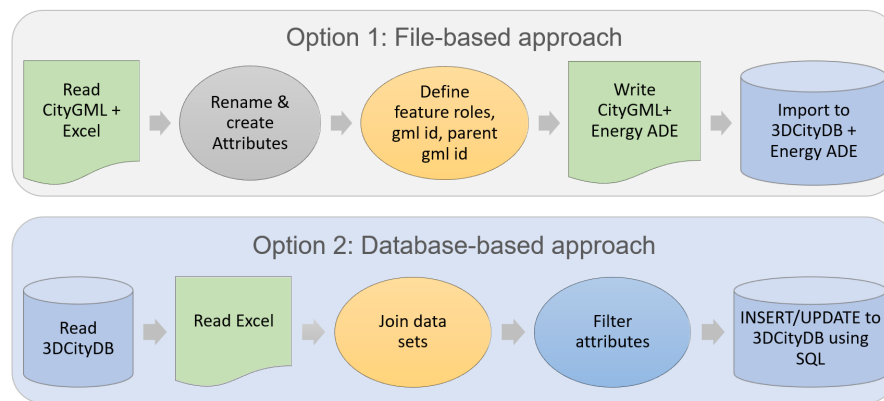 Option 1: File-based approach
Read
CityGML +
Excel
Rename &
create
Attributes
Define
feature roles,
gml id, parent
gml id
Write
CityGML+
Energy ADE
Import to
3DCityDB +
Energy ADE
Option 2: Database-based approach
Read
3DCityDB
Read Excel
Join data
sets
Filter
attributes
INSERT/UPDATE to
3DCityDB using
SQL